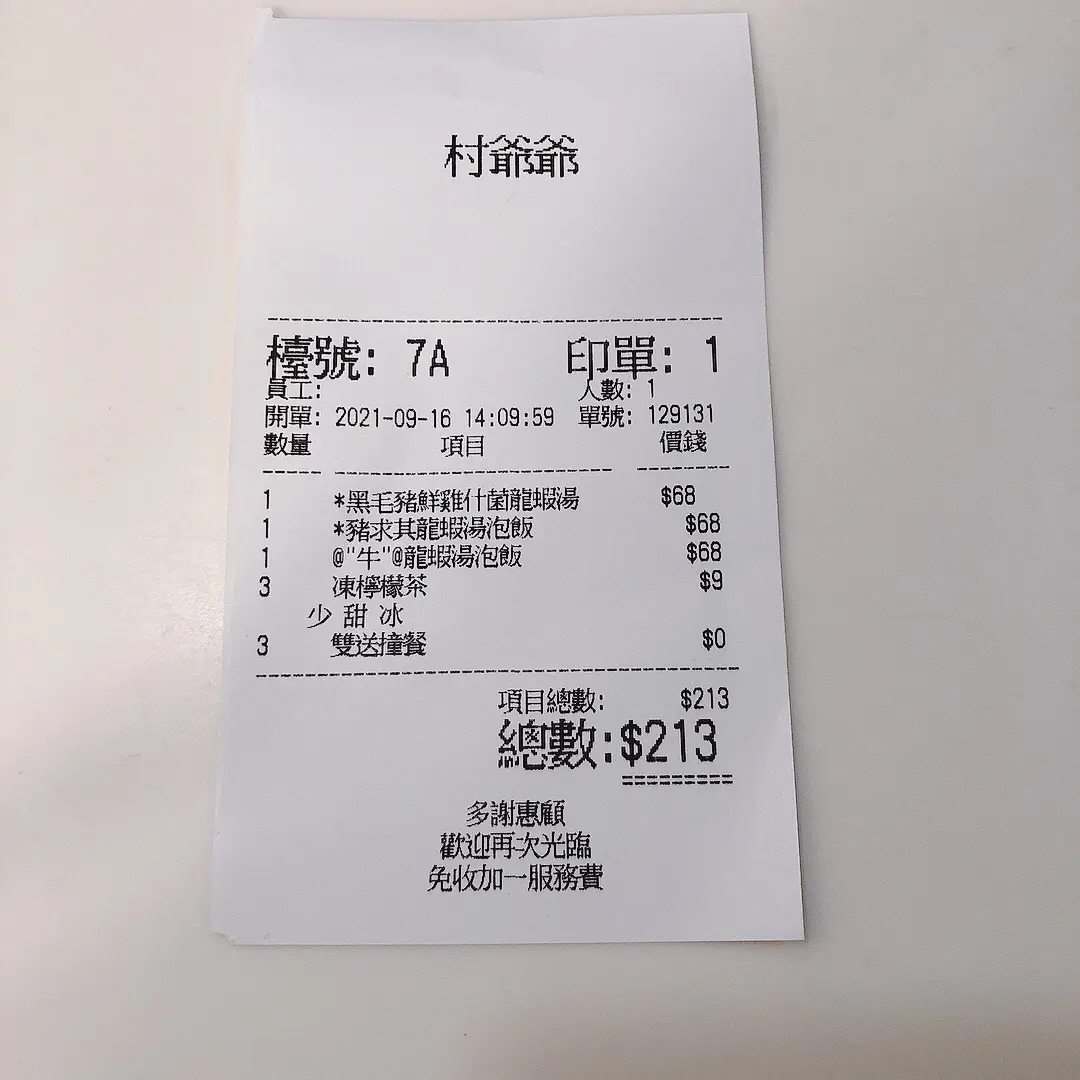 村爺爺
檯號: 7A 印單: 1
員工: 人數: 1
開單: 2021-09-16 14:09:59 單號: 129131
數量 項目 價錢
1 *黑毛豬鮮雞什菌龍蝦湯 $68
1 *豬求其龍蝦湯泡飯 $68
1 @"牛"@龍蝦湯泡飯 $68
3 凍檸檬茶 $9
少 甜 冰
3 雙送撞餐 $0
項目總數: $213
總數:$213
多謝惠顧
歡迎再次光臨
免收加一服務費